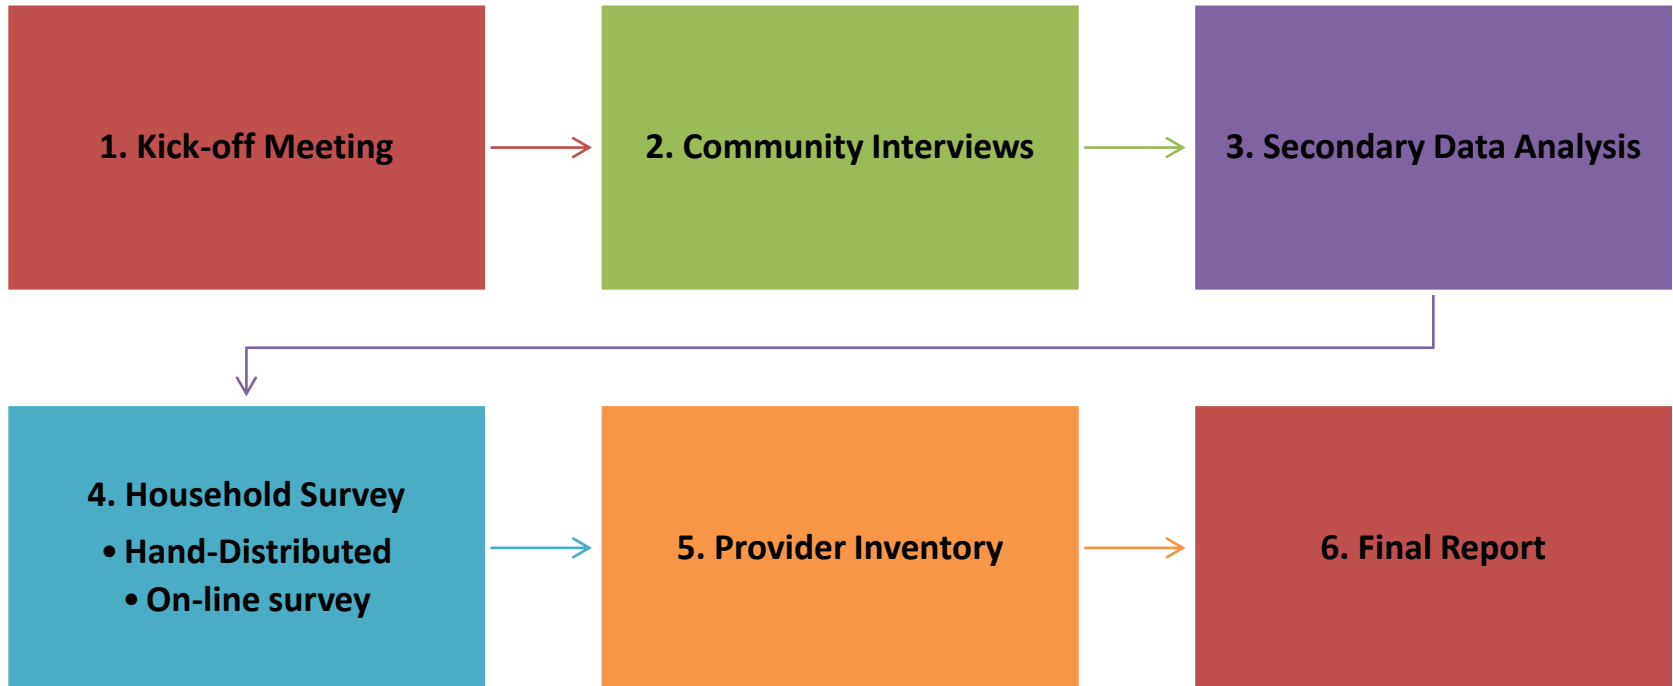 1. Kick-off Meeting
2. Community Interviews
3. Secondary Data Analysis
4. Household Survey
• Hand-Distributed
• On-line survey
5. Provider Inventory
6. Final Report